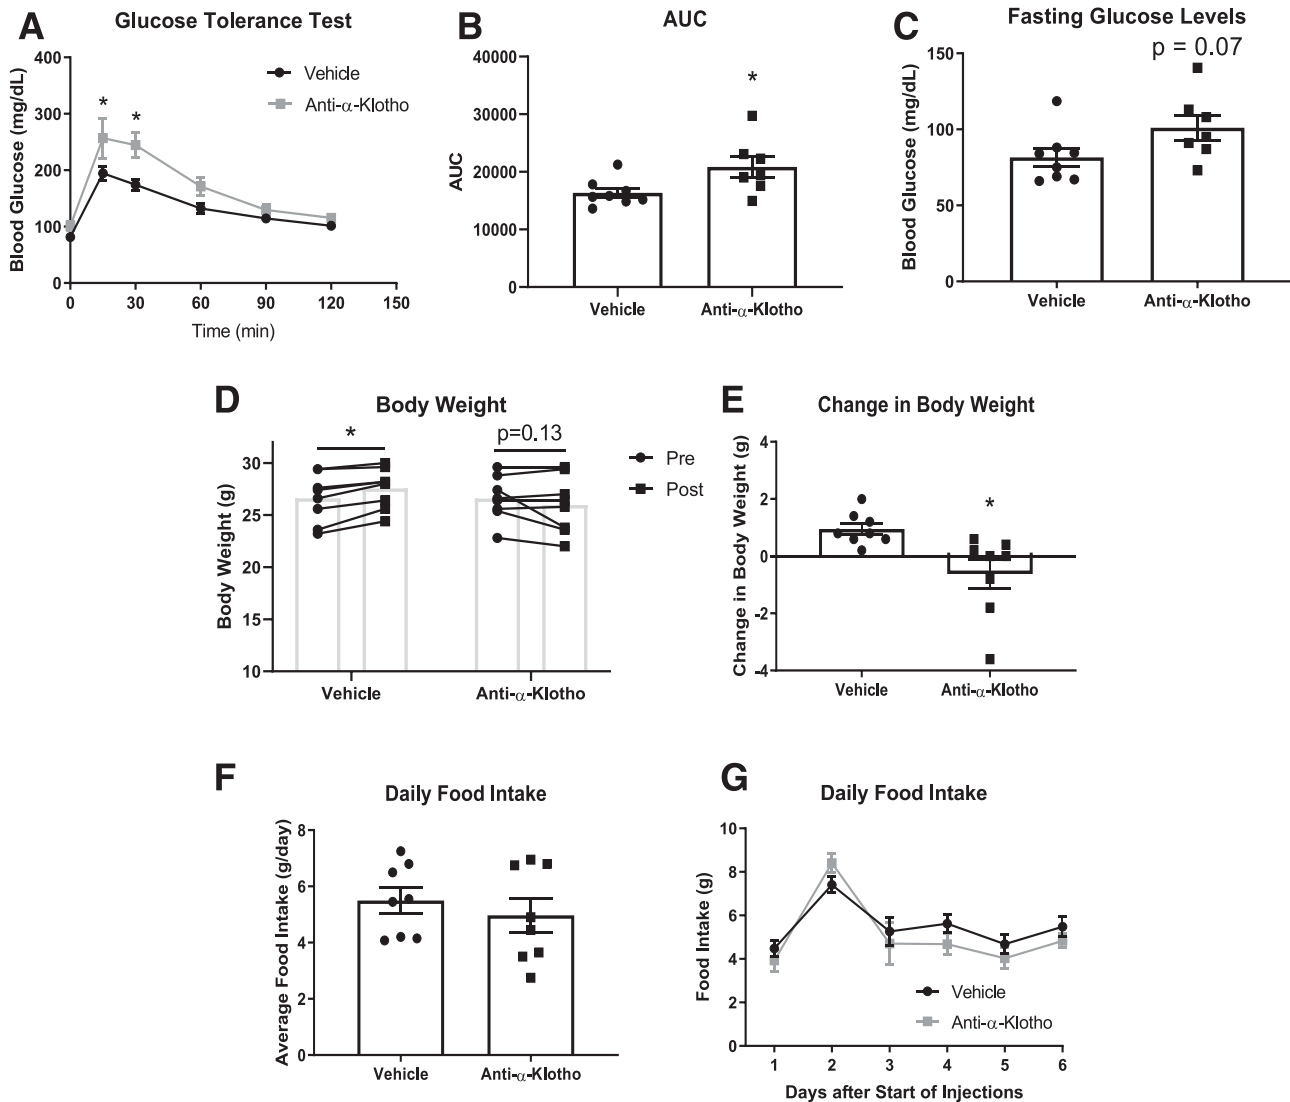 A
Glucose Tolerance Test
Blood Glucose (mg/dL)
400
300
200
100
0
0 30 60 90 120 150
Time (min)
Vehicle
Anti-α-Klotho
*
*
B
AUC
AUC
40000
30000
20000
10000
0
*
Vehicle Anti-α-Klotho
C
Fasting Glucose Levels
p = 0.07
Blood Glucose (mg/dL)
150
100
50
0
Vehicle Anti-α-Klotho
D
Body Weight
Body Weight (g)
30
25
20
15
10
*
p=0.13
Pre
Post
Vehicle Anti-α-Klotho
E
Change in Body Weight
Change in Body Weight (g)
4
2
0
-2
-4
*
Vehicle Anti-α-Klotho
F
Daily Food Intake
Average Food Intake (g/day)
8
6
4
2
0
Vehicle Anti-α-Klotho
G
Daily Food Intake
Food Intake (g)
10
8
6
4
2
0
Vehicle
Anti-α-Klotho
1 2 3 4 5 6
Days after Start of Injections